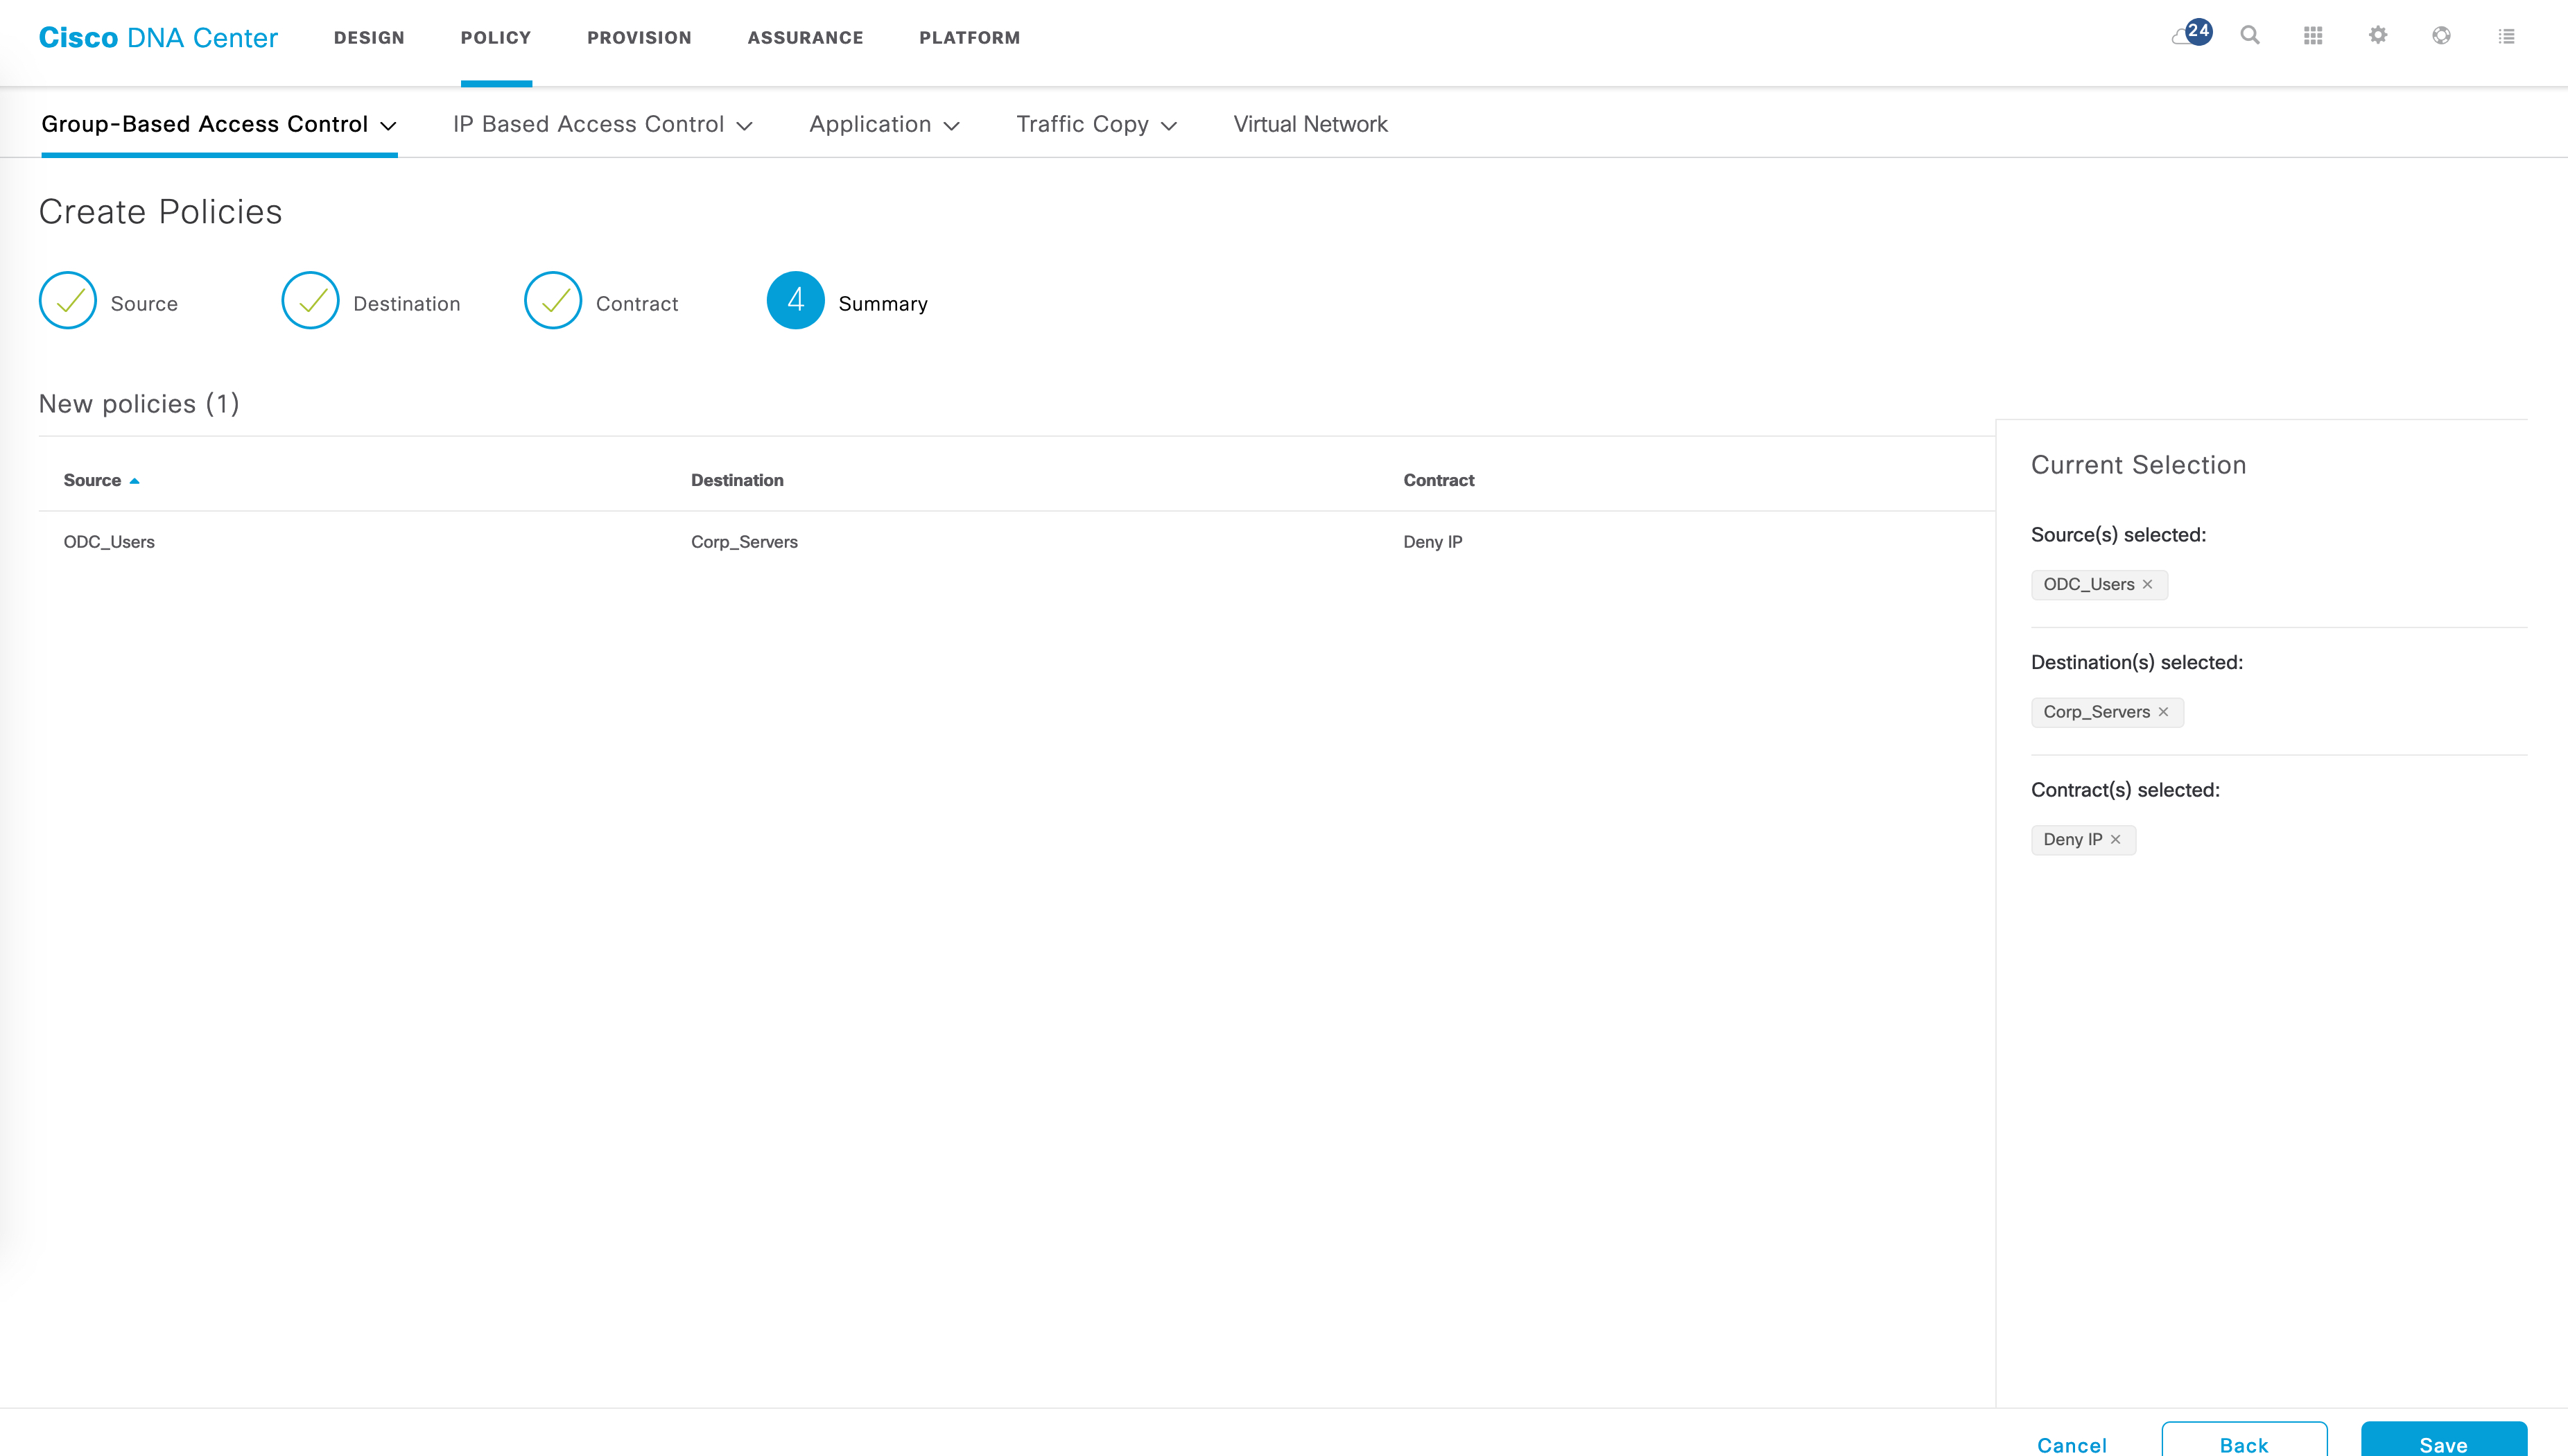 Cisco DNA Center DESIGN POLICY PROVISION ASSURANCE PLATFORM 24
Group-Based Access Control IP Based Access Control Application Traffic Copy Virtual Network
Create Policies
Source Destination Contract 4 Summary
New policies (1)
Source Destination Contract
ODC_Users Corp_Servers Deny IP
Current Selection
Source(s) selected:
ODC_Users
Destination(s) selected:
Corp_Servers
Contract(s) selected:
Deny IP
Cancel Back Save